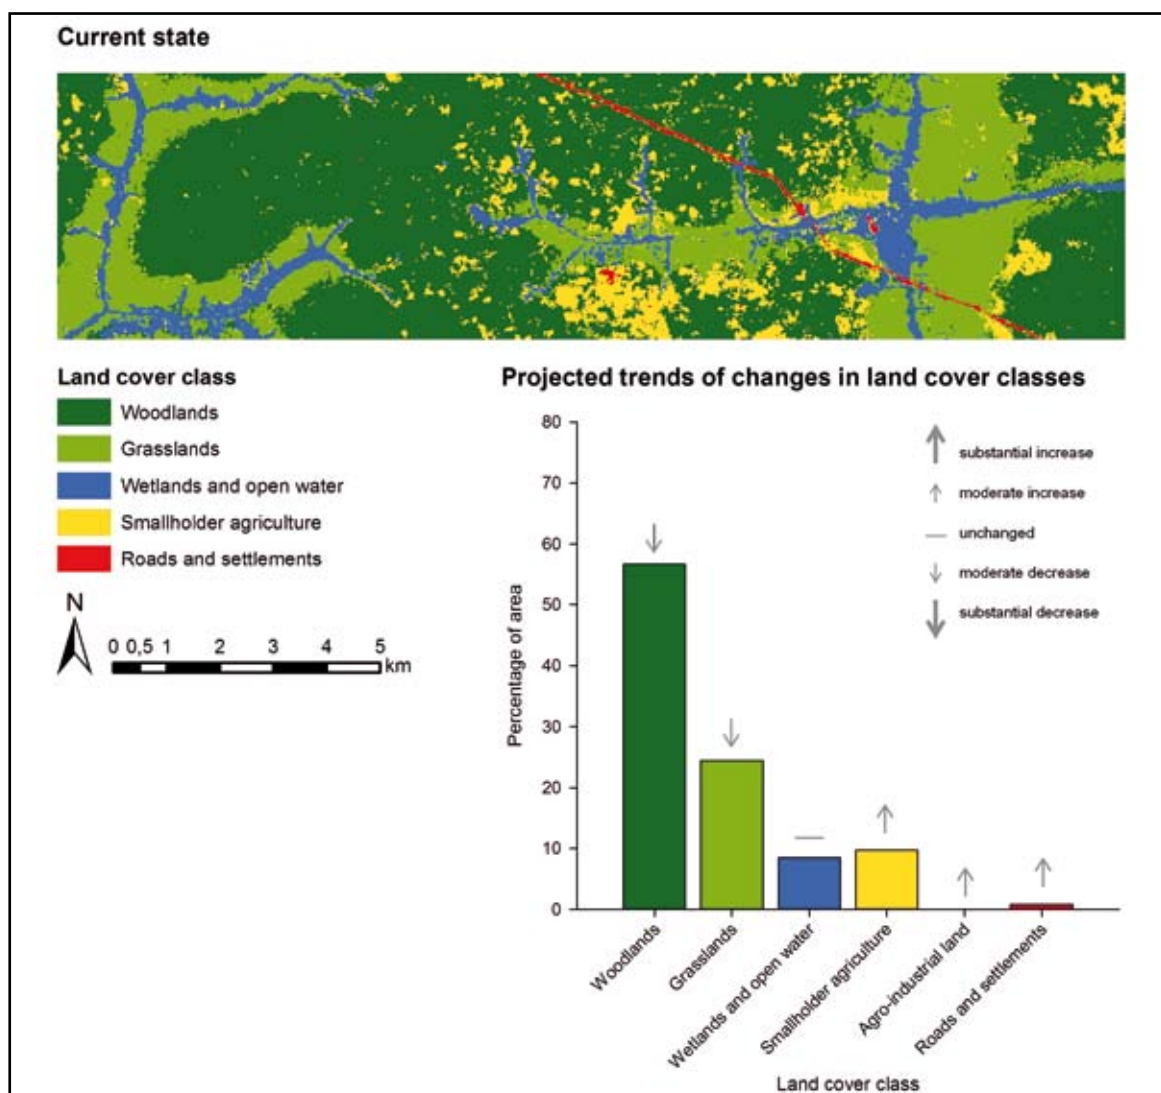 Current state
Land cover class
Woodlands
Grasslands
Wetlands and open water
Smallholder agriculture
Roads and settlements
N
0 0,5 1 2 3 4 5
km
Projected trends of changes in land cover classes
substantial increase
moderate increase
unchanged
moderate decrease
substantial decrease
Percentage of area
80
70
60
50
40
30
20
10
0
Woodlands
Grasslands
Wetlands and open water
Smallholder agriculture
Agro-industrial land
Roads and settlements
Land cover class